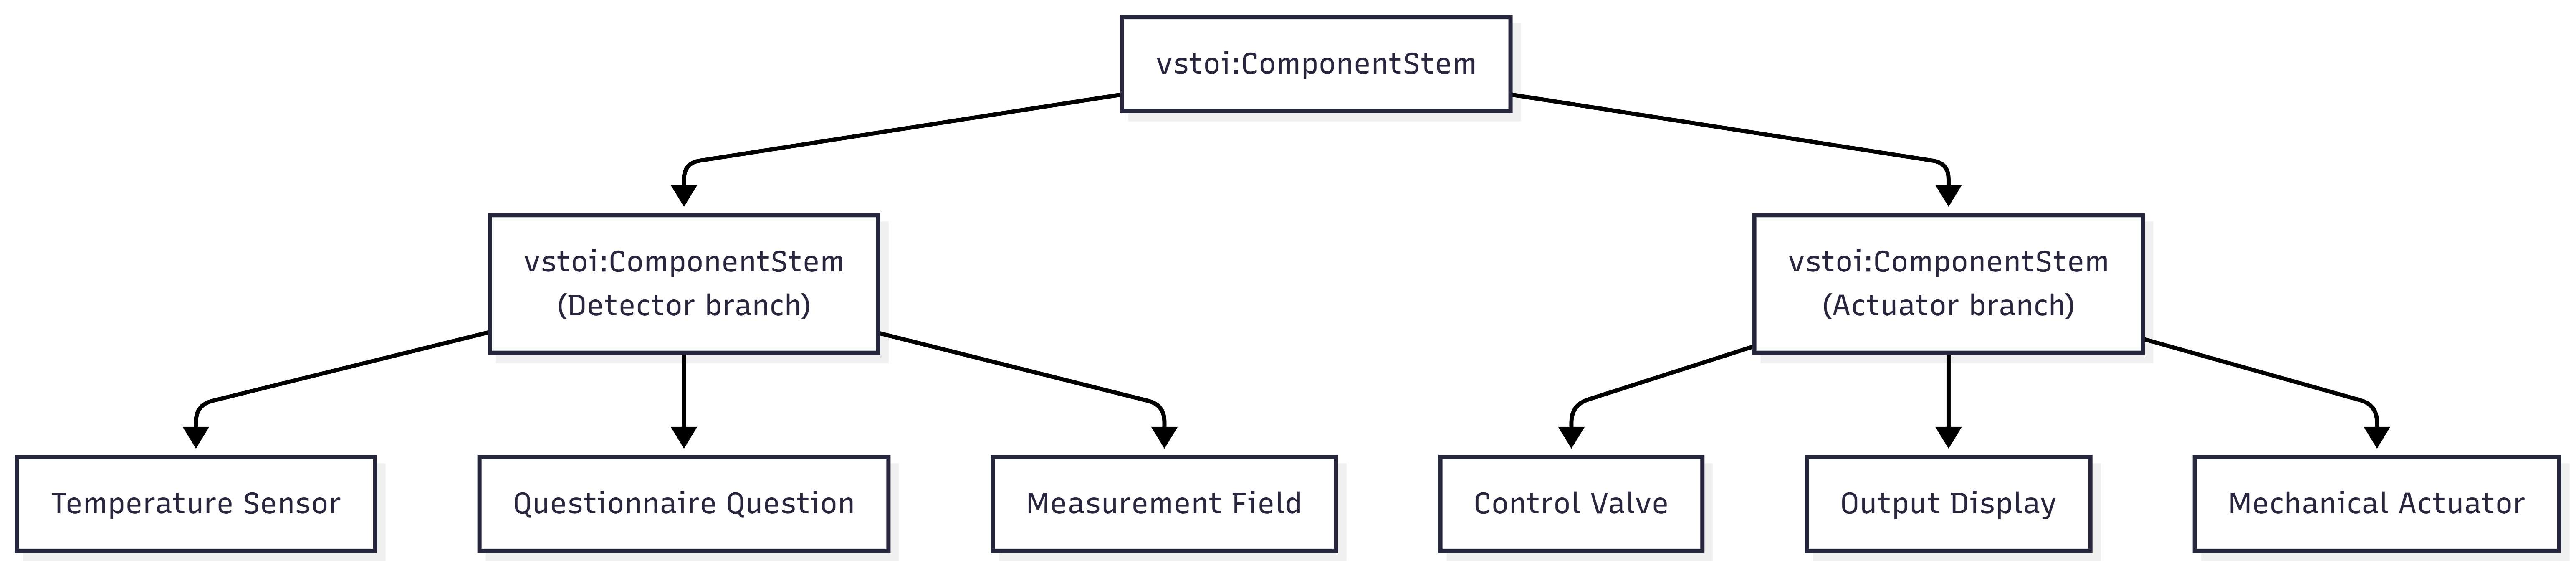 vstoi:ComponentStem
vstoi:ComponentStem
(Detector branch)
vstoi:ComponentStem
(Actuator branch)
Temperature Sensor
Questionnaire Question
Measurement Field
Control Valve
Output Display
Mechanical Actuator